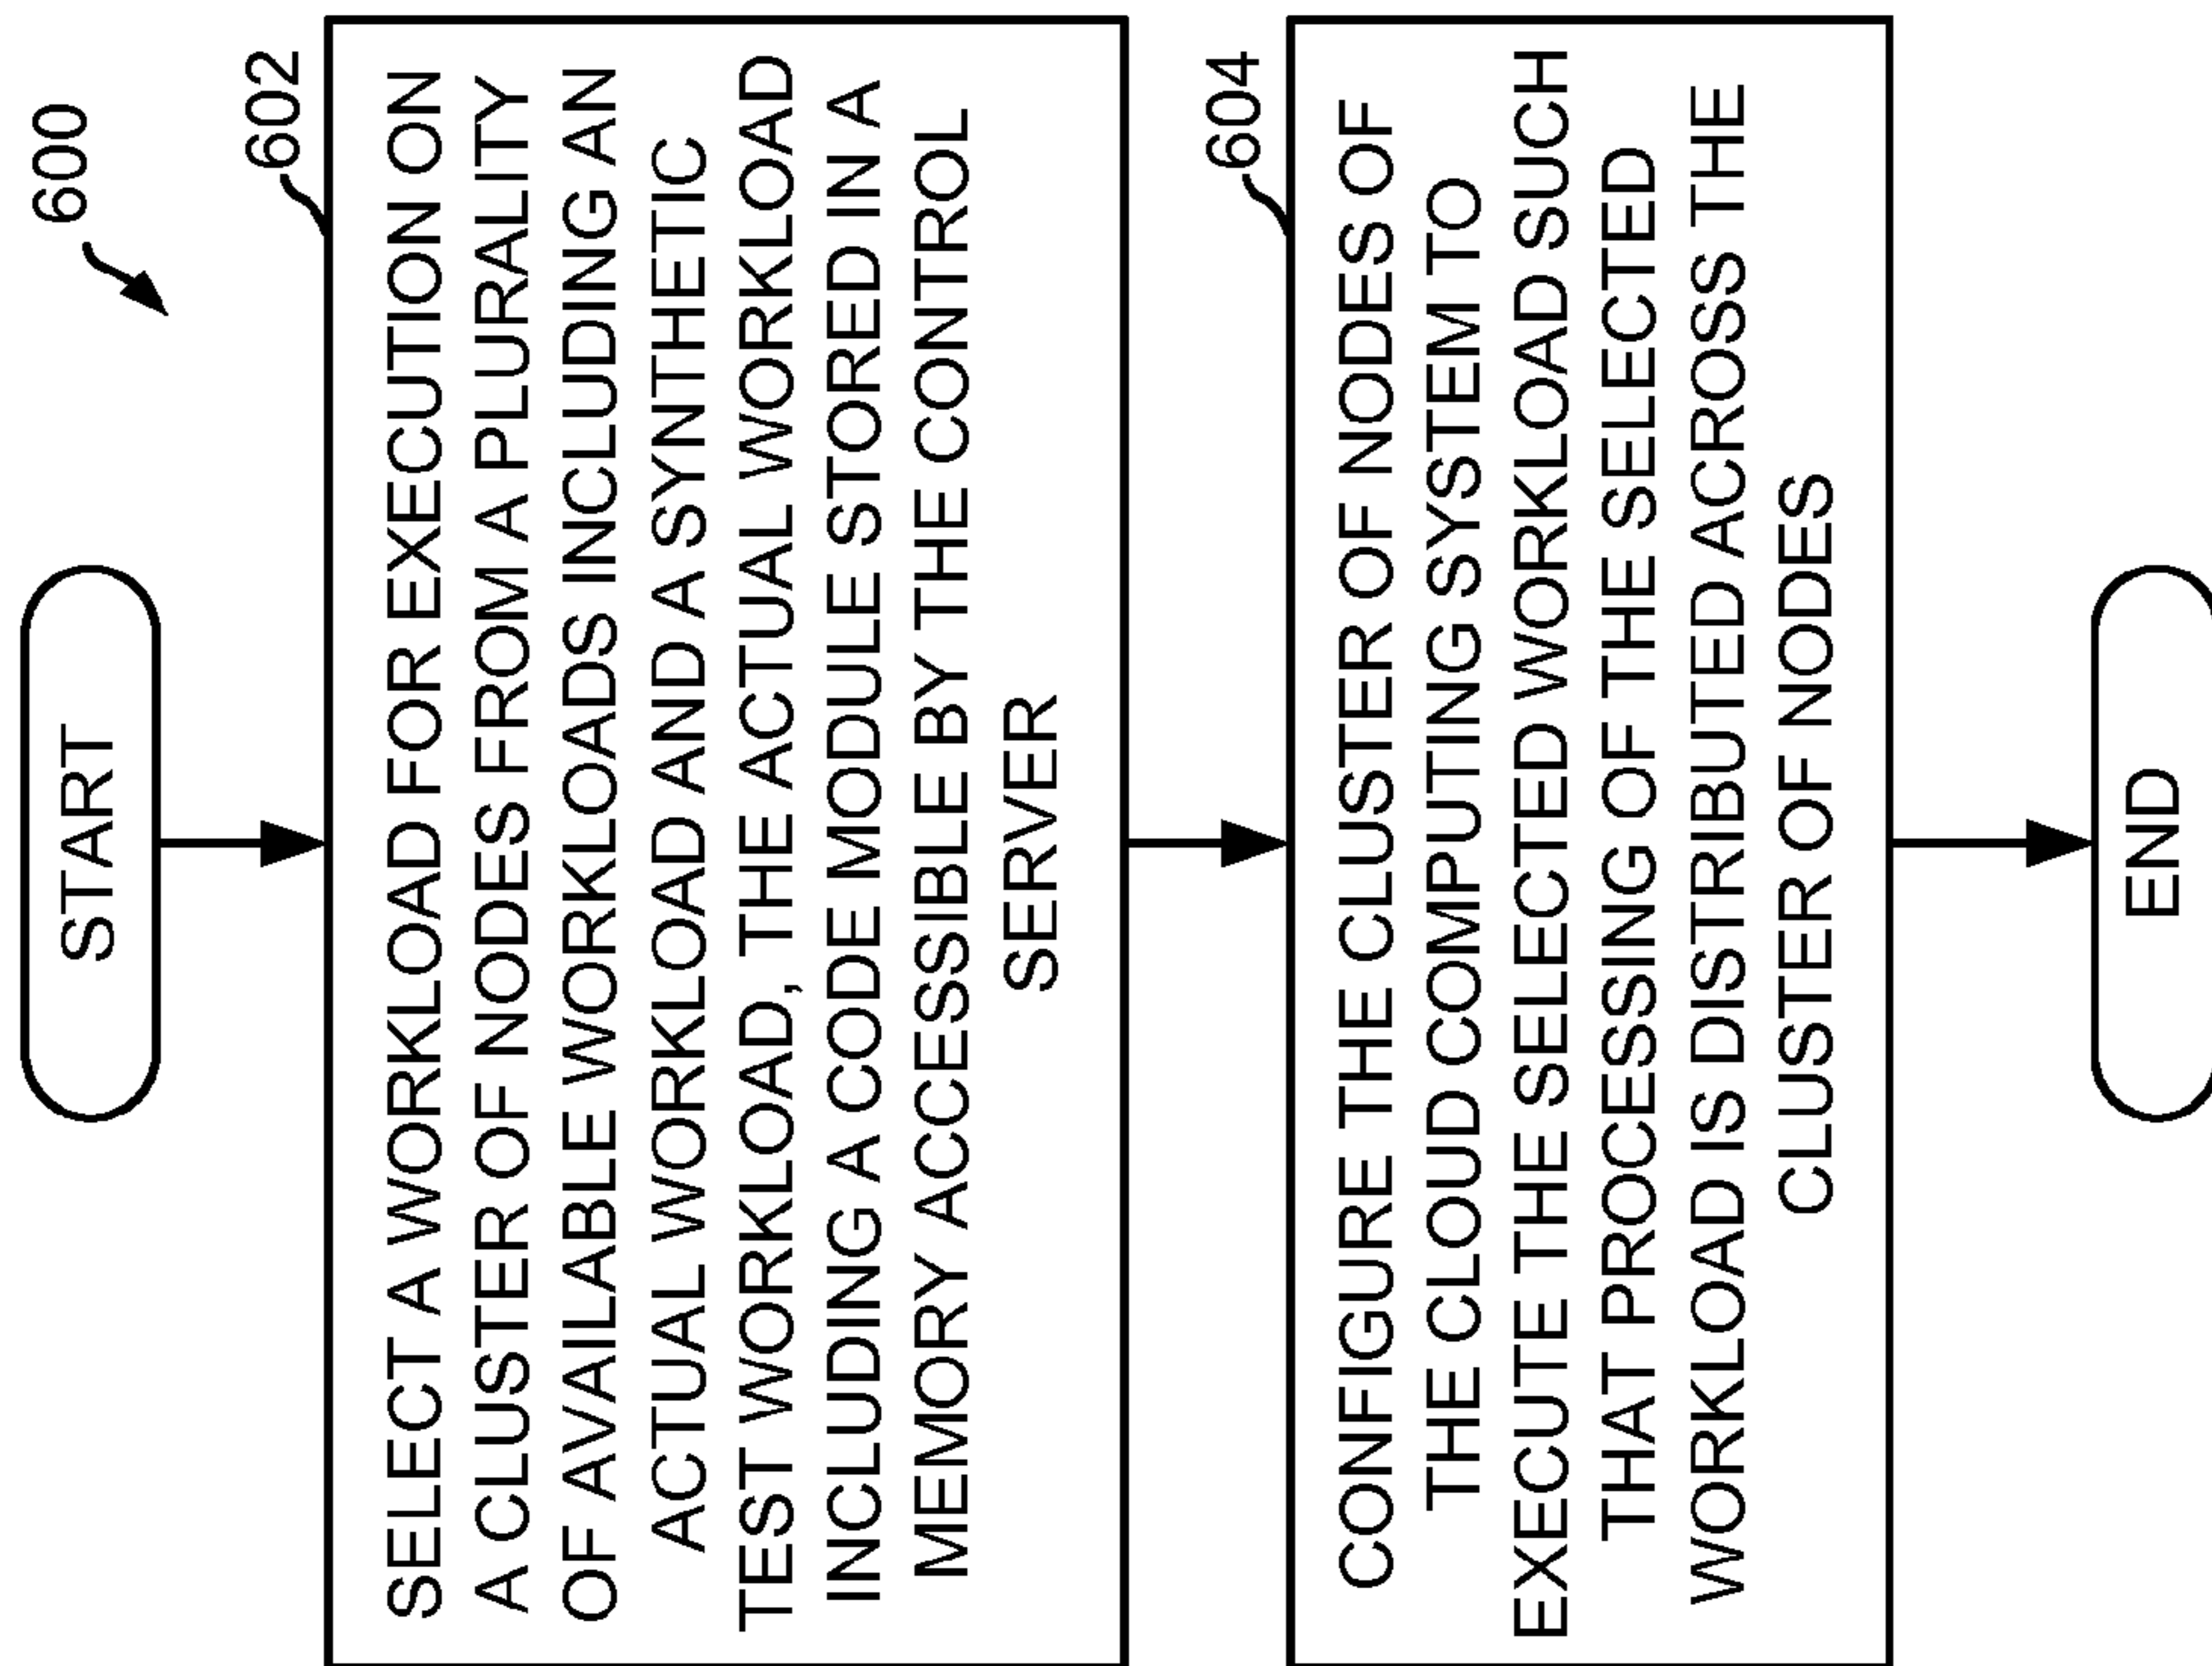 600
START
602
SELECT A WORKLOAD FOR EXECUTION ON
A CLUSTER OF NODES FROM A PLURALITY
OF AVAILABLE WORKLOADS INCLUDING AN
ACTUAL WORKLOAD AND A SYNTHETIC
TEST WORKLOAD, THE ACTUAL WORKLOAD
INCLUDING A CODE MODULE STORED IN A
MEMORY ACCESSIBLE BY THE CONTROL
SERVER
604
CONFIGURE THE CLUSTER OF NODES OF
THE CLOUD COMPUTING SYSTEM TO
EXECUTE THE SELECTED WORKLOAD SUCH
THAT PROCESSING OF THE SELECTED
WORKLOAD IS DISTRIBUTED ACROSS THE
CLUSTER OF NODES
END